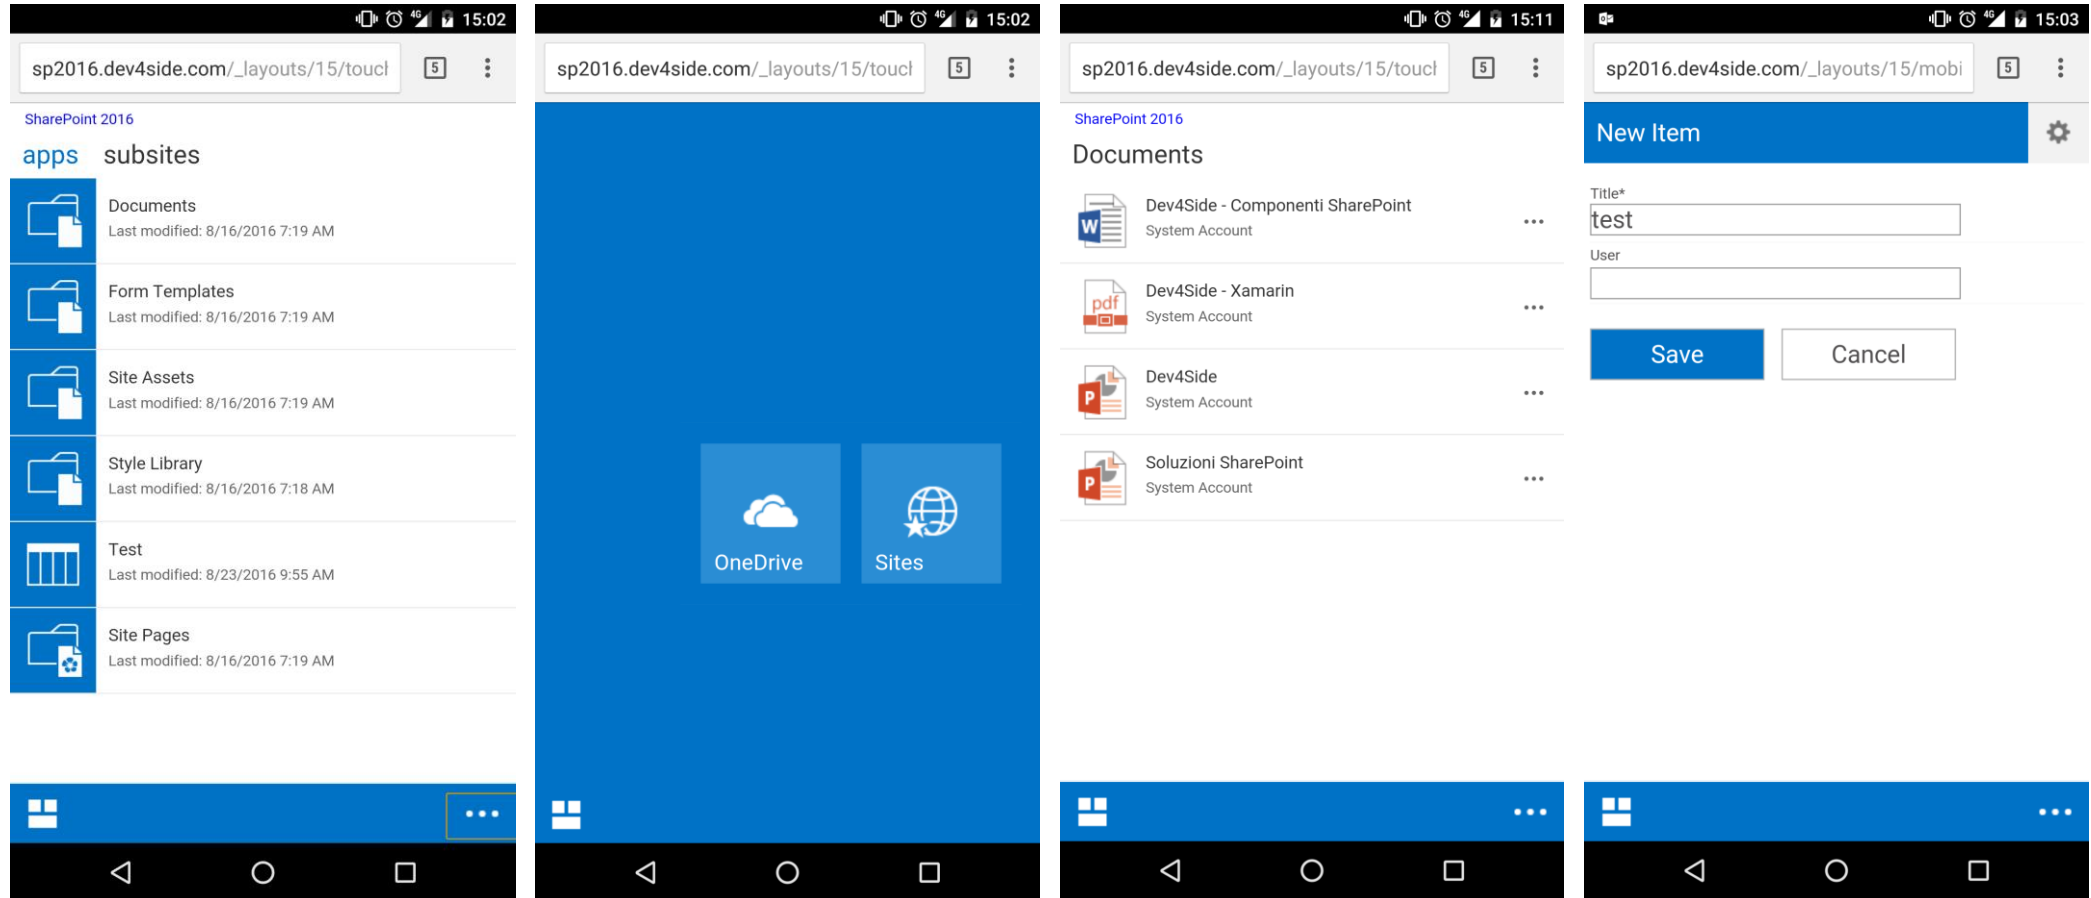 4G 15:02
sp2016.dev4side.com/_layouts/15/touch 5
SharePoint 2016
apps subsites
Documents
Last modified: 8/16/2016 7:19 AM
Form Templates
Last modified: 8/16/2016 7:19 AM
Site Assets
Last modified: 8/16/2016 7:19 AM
Style Library
Last modified: 8/16/2016 7:18 AM
Test
Last modified: 8/23/2016 9:55 AM
Site Pages
Last modified: 8/16/2016 7:19 AM
4G 15:02
sp2016.dev4side.com/_layouts/15/touch 5
OneDrive Sites
4G 15:11
sp2016.dev4side.com/_layouts/15/touch 5
SharePoint 2016
Documents
W
Dev4Side - Componenti SharePoint
System Account
pdf
Dev4Side - Xamarin
System Account
P
Dev4Side
System Account
P
Soluzioni SharePoint
System Account
4G 15:03
sp2016.dev4side.com/_layouts/15/mobi 5
New Item
Title*
test
User
Save Cancel